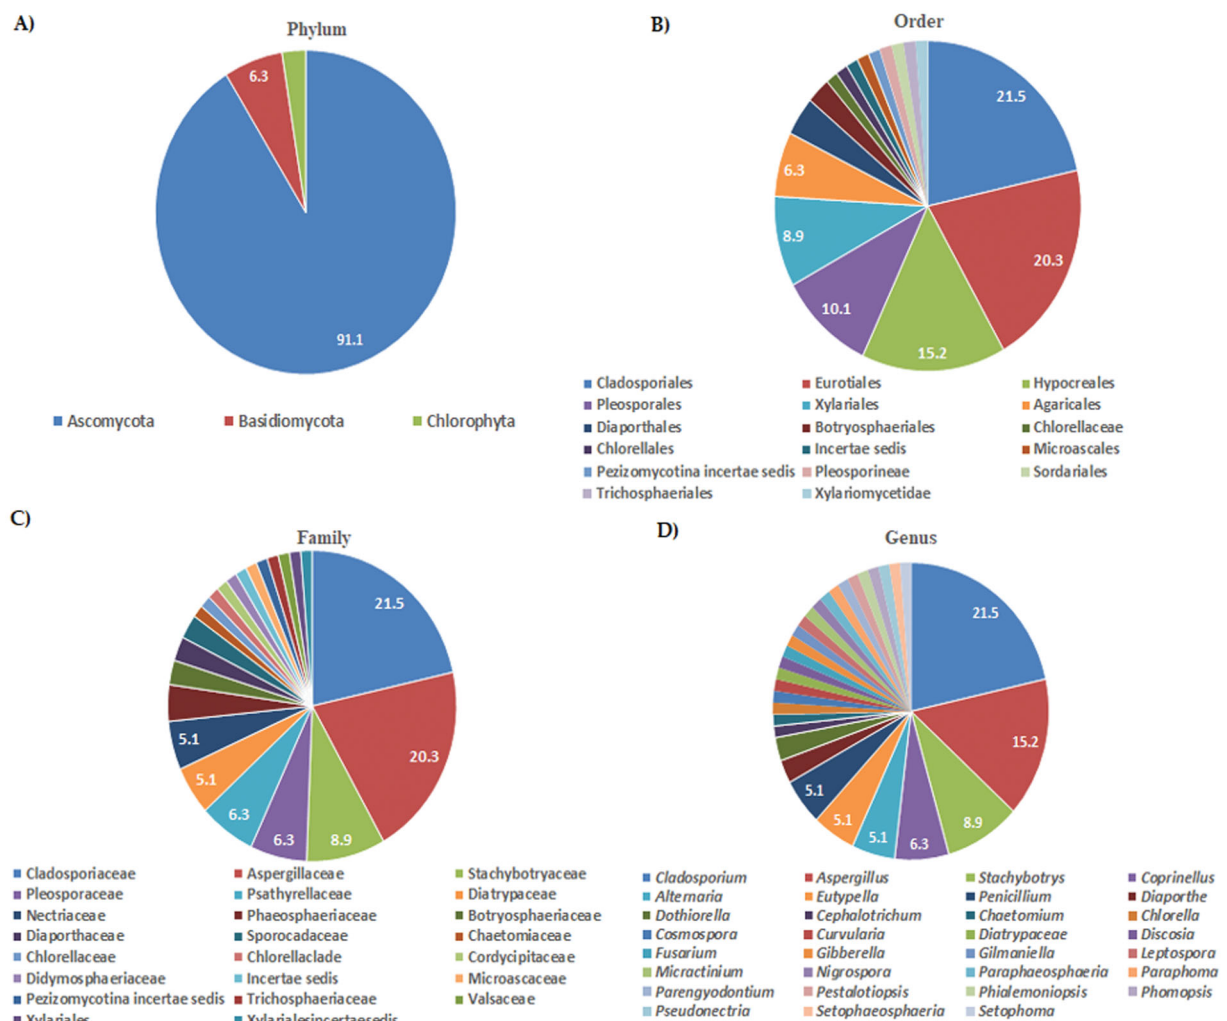 A)
Phylum
6.3
91.1
Ascomycota Basidiomycota Chlorophyta
B)
Order
21.5
20.3
15.2
10.1
8.9
6.3
Cladosporiales Eurotiales Hypocreales
Pleosporales Xylariales Agaricales
Diaporthales Botryosphaeriales Chlorellaceae
Chlorellales Incertae sedis Microascales
Pezizomycotina incertae sedis Pleosporineae Sordariales
Trichosphaeriales Xylariomycetidae
C)
Family
21.5
20.3
8.9
6.3
6.3
5.1
5.1
Cladosporiaceae Aspergillaceae Stachybotryaceae
Pleosporaceae Psathyrellaceae Diatrypaceae
Nectriaceae Phaeosphaeriaceae Botryosphaeriaceae
Diaporthaceae Sporocadaceae Chaetomiaceae
Chlorellaceae Chlorellaclade Cordycipitaceae
Didymosphaeriaceae Incertae sedis Microascaceae
Pezizomycotina incertae sedis Trichosphaeriaceae Valsaceae
Xylariales Xylarialesincertaesedis
D)
Genus
21.5
15.2
8.9
6.3
5.1
5.1
5.1
Cladosporium Aspergillus Stachybotrys Coprinellus
Alternaria Eutypella Penicillium Diaporthe
Dothiorella Cephalotrichum Chaetomium Chlorella
Cosmospora Curvularia Diatrypaceae Discosia
Fusarium Gibberella Gilmaniella Leptospora
Micractinium Nigrospora Paraphaeosphaeria Paraphoma
Parengyodontium Pestalotiopsis Phialemoniopsis Phomopsis
Pseudonectria Setophaeosphaeria Setophoma